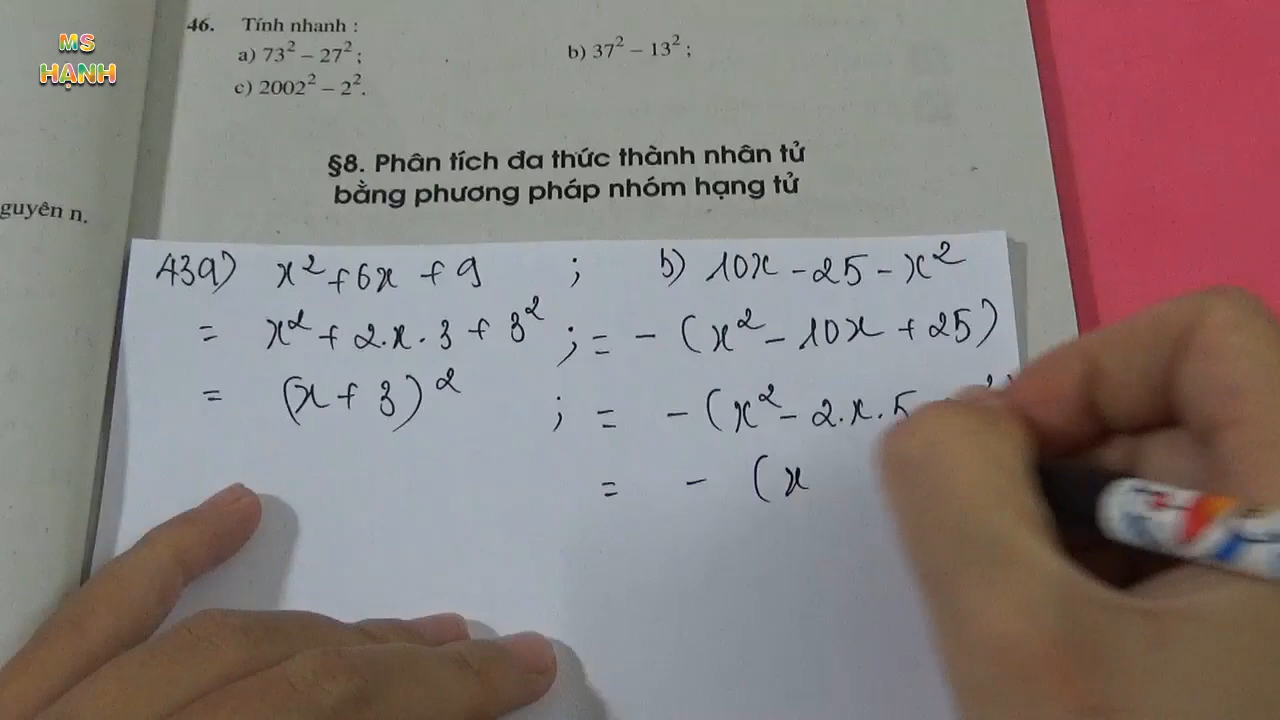 MS
HẠNH
46. Tính nhanh :
a) 73² – 27² ; b) 37² – 13² ;
c) 2002² – 2².
§8. Phân tích đa thức thành nhân tử
bằng phương pháp nhóm hạng tử
guyên n.
43a) x² + 6x + 9 ; b) 10x - 25 - x²
= x² + 2.x.3 + 3² ; = - (x² - 10x + 25)
= (x + 3)² ; = - (x² - 2.x.5
= - (x